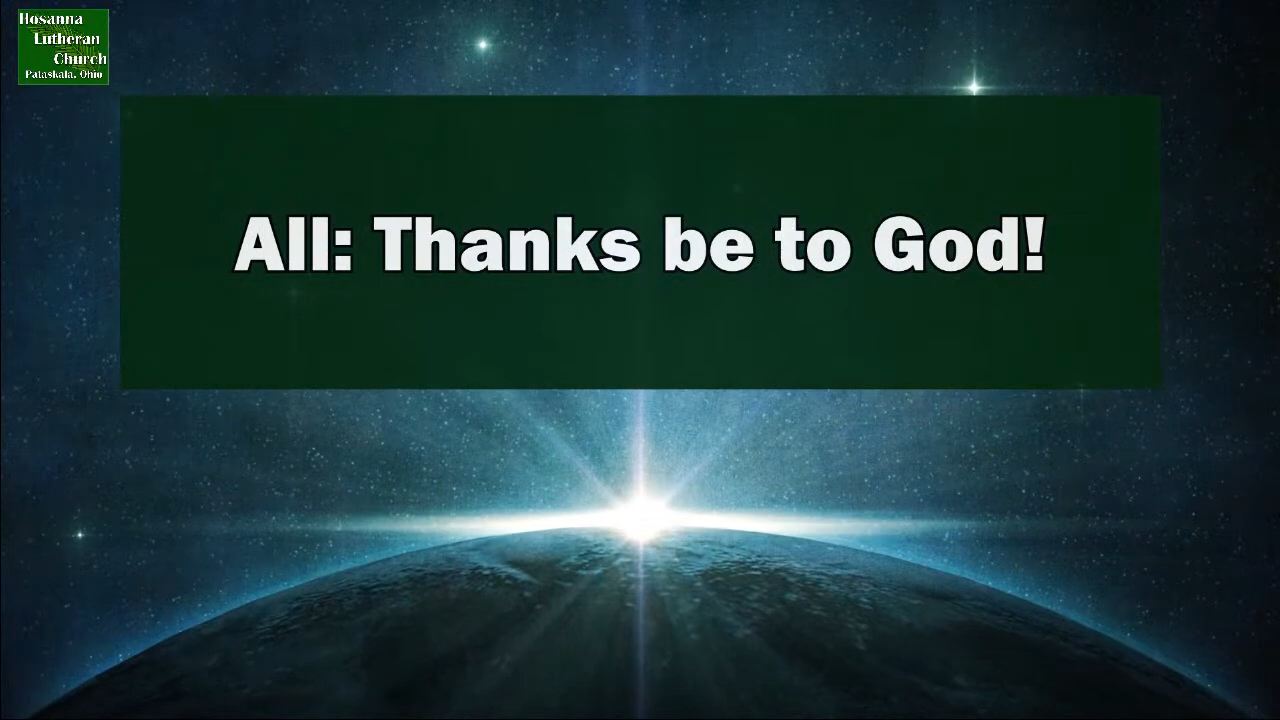 Hosanna
Lutheran
Church
Pataskala, Ohio
All: Thanks be to God!